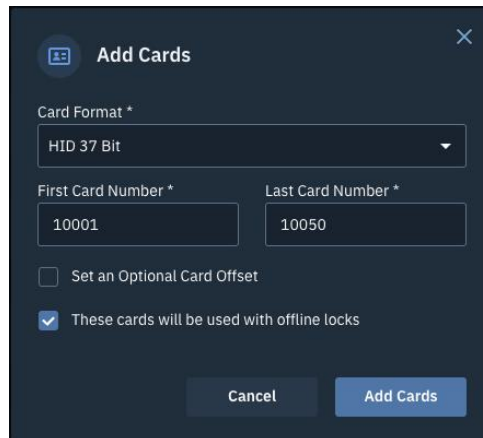 Add Cards
Card Format *
HID 37 Bit
First Card Number * Last Card Number *
10001 10050
Set an Optional Card Offset
These cards will be used with offline locks
Cancel Add Cards